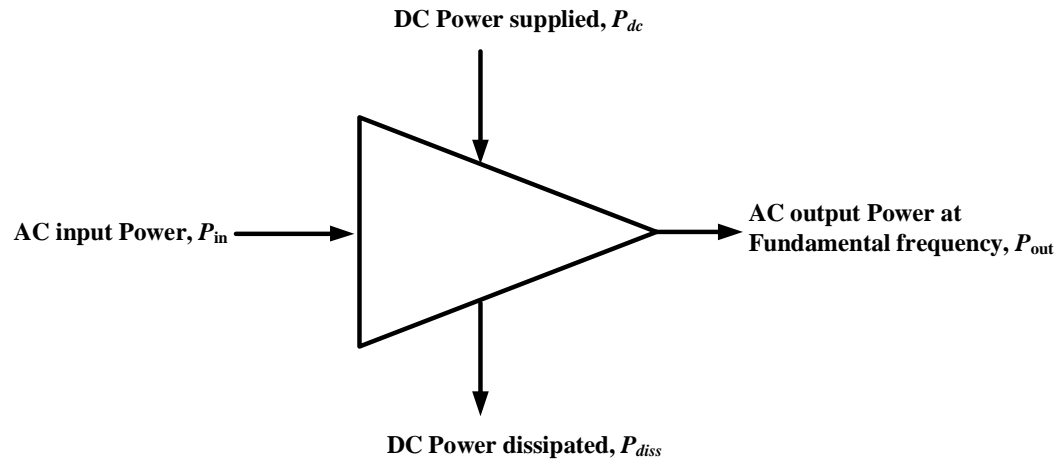 DC Power supplied, Pdc
AC input Power, Pin
AC output Power at
Fundamental frequency, Pout
DC Power dissipated, Pdiss